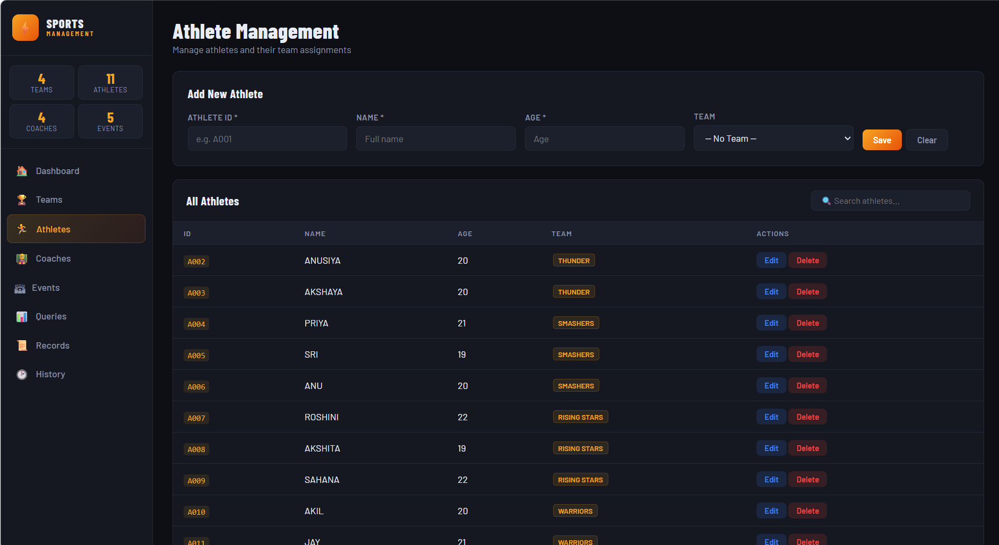 SPORTS
MANAGEMENT
4
TEAMS
11
ATHLETES
4
COACHES
5
EVENTS
Dashboard
Teams
Athletes
Coaches
Events
Queries
Records
History
Athlete Management
Manage athletes and their team assignments
Add New Athlete
ATHLETE ID * NAME * AGE * TEAM
e.g. A001 Full name Age — No Team — Save Clear
All Athletes Search athletes...
ID NAME AGE TEAM ACTIONS
A002 ANUSIYA 20 THUNDER Edit Delete
A003 AKSHAYA 20 THUNDER Edit Delete
A004 PRIYA 21 SMASHERS Edit Delete
A005 SRI 19 SMASHERS Edit Delete
A006 ANU 20 SMASHERS Edit Delete
A007 ROSHINI 22 RISING STARS Edit Delete
A008 AKSHITA 19 RISING STARS Edit Delete
A009 SAHANA 22 RISING STARS Edit Delete
A010 AKIL 20 WARRIORS Edit Delete
A011 JAY 21 WARRIORS Edit Delete